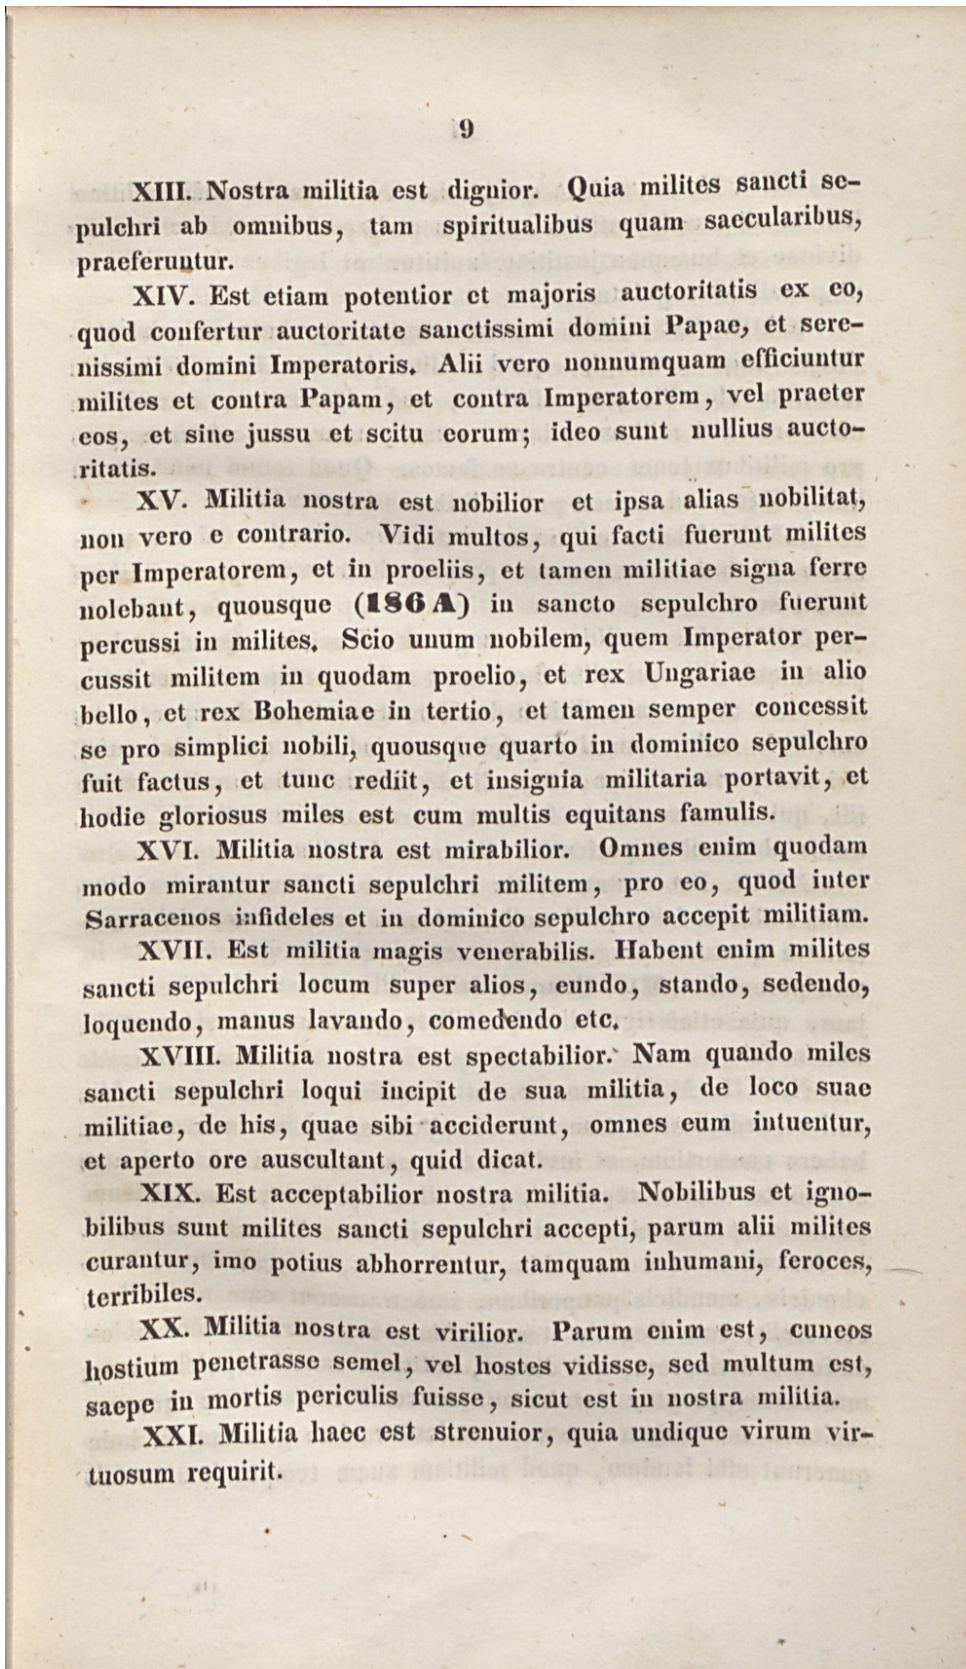 9
XIII. Nostra militia est dignior. Quia milites sancti se-
pulchri ab omnibus, tam spiritualibus quam saecularibus,
praeferuntur.
XIV. Est etiam potentior et majoris auctoritatis ex eo,
quod confertur auctoritate sanctissimi domini Papae, et sere-
nissimi domini Imperatoris. Alii vero nonnumquam efficiuntur
milites et contra Papam, et contra Imperatorem, vel praeter
eos, et sine jussu et scitu eorum; ideo sunt nullius aucto-
ritatis.
XV. Militia nostra est nobilior et ipsa alias nobilitat,
non vero e contrario. Vidi multos, qui facti fuerunt milites
per Imperatorem, et in proeliis, et tamen militiae signa ferre
nolebant, quousque (186 A) in sancto sepulchro fuerunt
percussi in milites. Scio unum nobilem, quem Imperator per-
cussit militem in quodam proelio, et rex Ungariae in alio
bello, et rex Bohemiae in tertio, et tamen semper concessit
se pro simplici nobili, quousque quarto in dominico sepulchro
fuit factus, et tunc rediit, et insignia militaria portavit, et
hodie gloriosus miles est cum multis equitans famulis.
XVI. Militia nostra est mirabilior. Omnes enim quodam
modo mirantur sancti sepulchri militem, pro eo, quod inter
Sarracenos infideles et in dominico sepulchro accepit militiam.
XVII. Est militia magis venerabilis. Habent enim milites
sancti sepulchri locum super alios, eundo, stando, sedendo,
loquendo, manus lavando, comedendo etc.
XVIII. Militia nostra est spectabilior. Nam quando miles
sancti sepulchri loqui incipit de sua militia, de loco suae
militiae, de his, quae sibi acciderunt, omnes eum intuentur,
et aperto ore auscultant, quid dicat.
XIX. Est acceptabilior nostra militia. Nobilibus et igno-
bilibus sunt milites sancti sepulchri accepti, parum alii milites
curantur, imo potius abhorrentur, tamquam inhumani, feroces,
terribiles.
XX. Militia nostra est virilior. Parum enim est, cuneos
hostium penetrasse semel, vel hostes vidisse, sed multum est,
saepe in mortis periculis fuisse, sicut est in nostra militia.
XXI. Militia haec est strenuior, quia undique virum vir-
tuosum requirit.